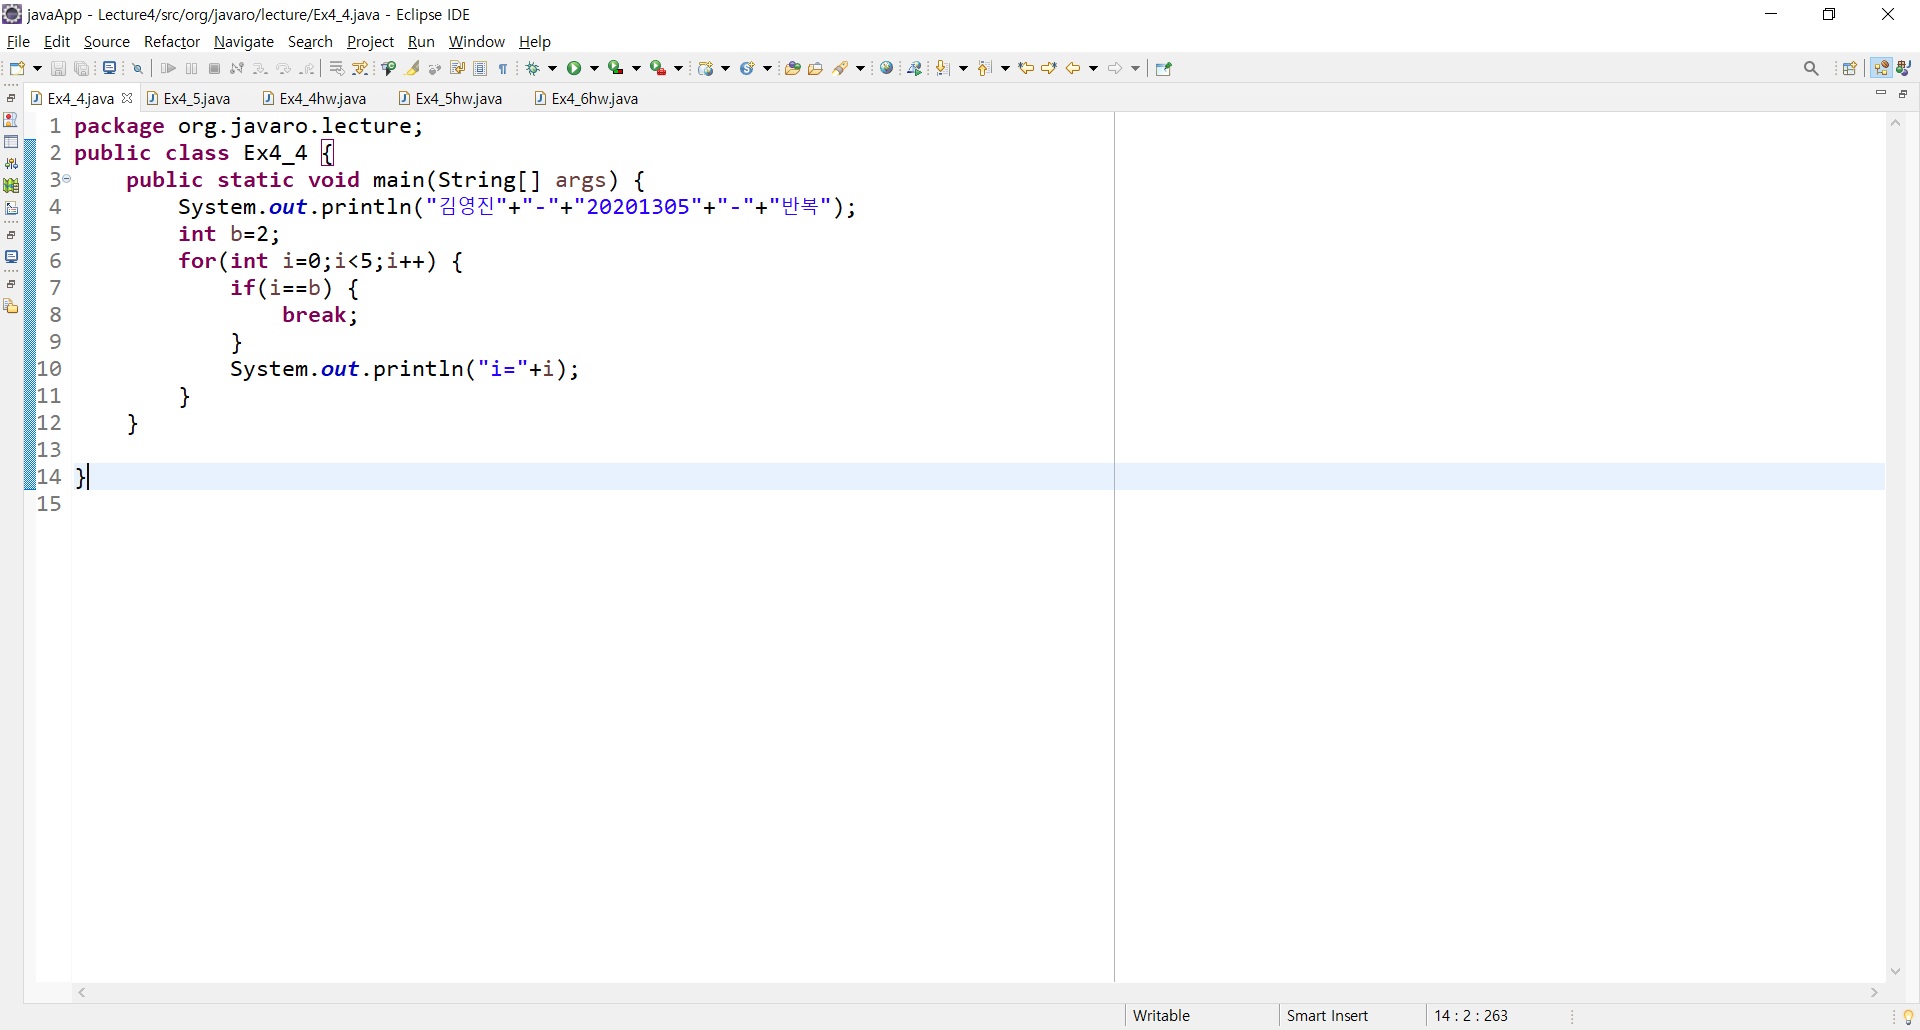 javaApp - Lecture4/src/org/javaro/lecture/Ex4_4.java - Eclipse IDE
File Edit Source Refactor Navigate Search Project Run Window Help
Ex4_4.java Ex4_5.java Ex4_4hw.java Ex4_5hw.java Ex4_6hw.java
1 package org.javaro.lecture;
2 public class Ex4_4 {
3 public static void main(String[] args) {
4 System.out.println("김영진"+"-"+"20201305"+"-"+"반복");
5 int b=2;
6 for(int i=0;i<5;i++) {
7 if(i==b) {
8 break;
9 }
10 System.out.println("i="+i);
11 }
12 }
13
14 }
15
Writable Smart Insert 14 : 2 : 263